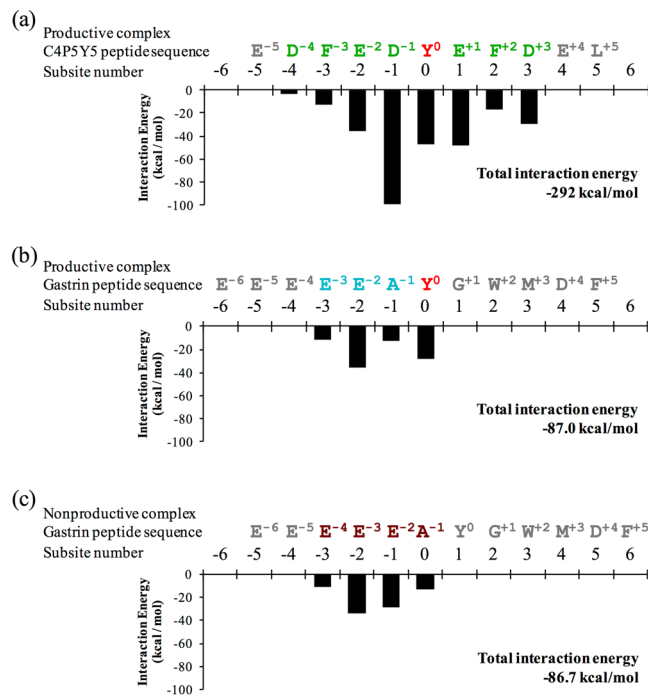 (a)
Productive complex
C4P5Y5 peptide sequence E−5 D−4 F−3 E−2 D−1 Y0 E+1 F+2 D+3 E+4 L+5
Subsite number -6 -5 -4 -3 -2 -1 0 1 2 3 4 5 6
Interaction Energy
(kcal / mol)
0
-20
-40
-60
-80
-100
Total interaction energy
-292 kcal/mol
(b)
Productive complex
Gastrin peptide sequence E−6 E−5 E−4 E−3 E−2 A−1 Y0 G+1 W+2 M+3 D+4 F+5
Subsite number -6 -5 -4 -3 -2 -1 0 1 2 3 4 5 6
Interaction Energy
(kcal / mol)
0
-20
-40
-60
-80
-100
Total interaction energy
-87.0 kcal/mol
(c)
Nonproductive complex
Gastrin peptide sequence E−6 E−5 E−4 E−3 E−2 A−1 Y0 G+1 W+2 M+3 D+4 F+5
Subsite number -6 -5 -4 -3 -2 -1 0 1 2 3 4 5 6
Interaction Energy
(kcal / mol)
0
-20
-40
-60
-80
-100
Total interaction energy
-86.7 kcal/mol